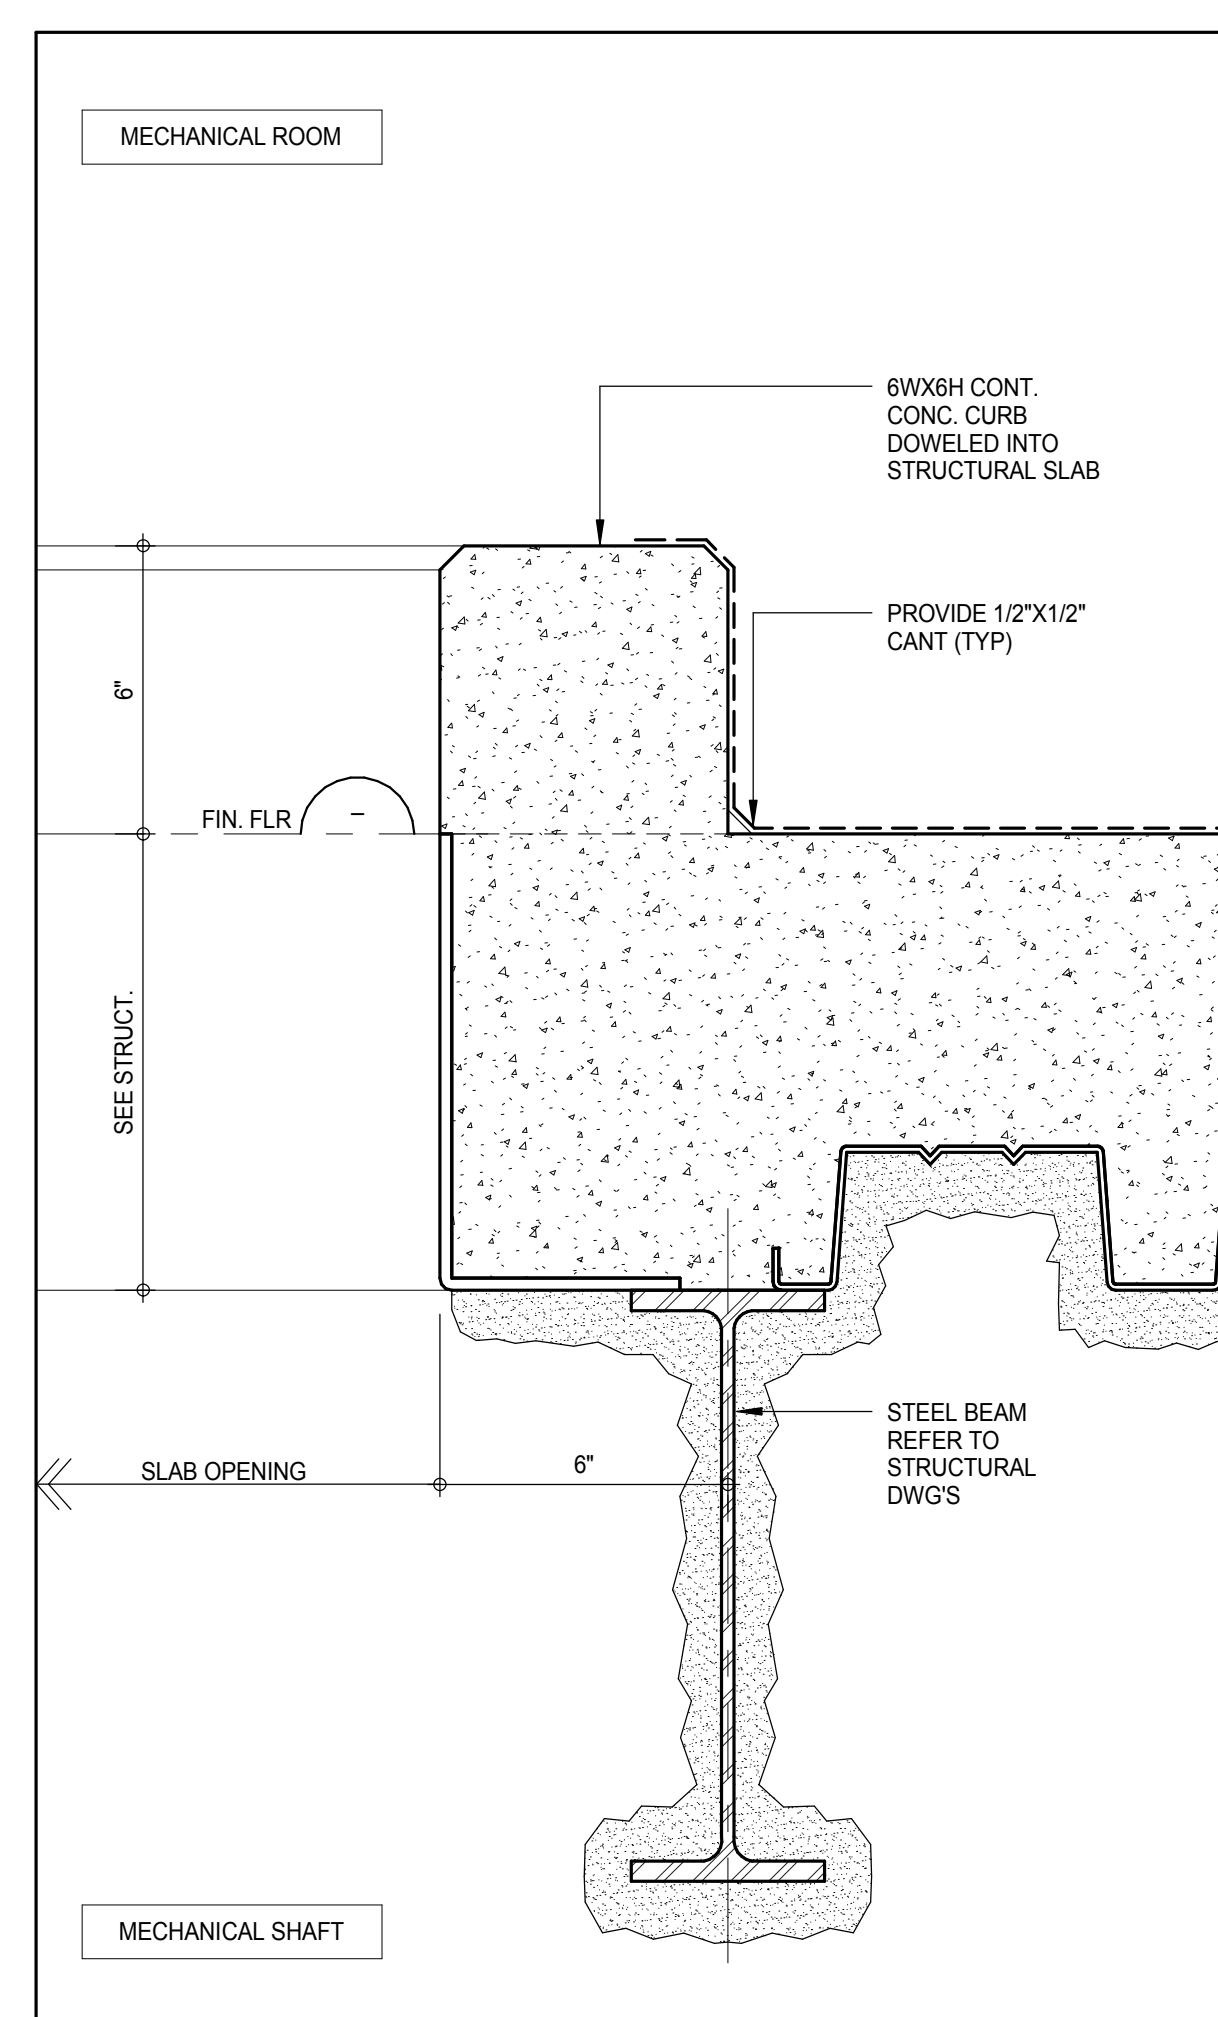 MECHANICAL ROOM
6WX6H CONT.
CONC. CURB
DOWELED INTO
STRUCTURAL SLAB
PROVIDE 1/2"X1/2"
CANT (TYP)
6"
FIN. FLR
–
SEE STRUCT.
STEEL BEAM
REFER TO
STRUCTURAL
DWG'S
SLAB OPENING
6"
MECHANICAL SHAFT